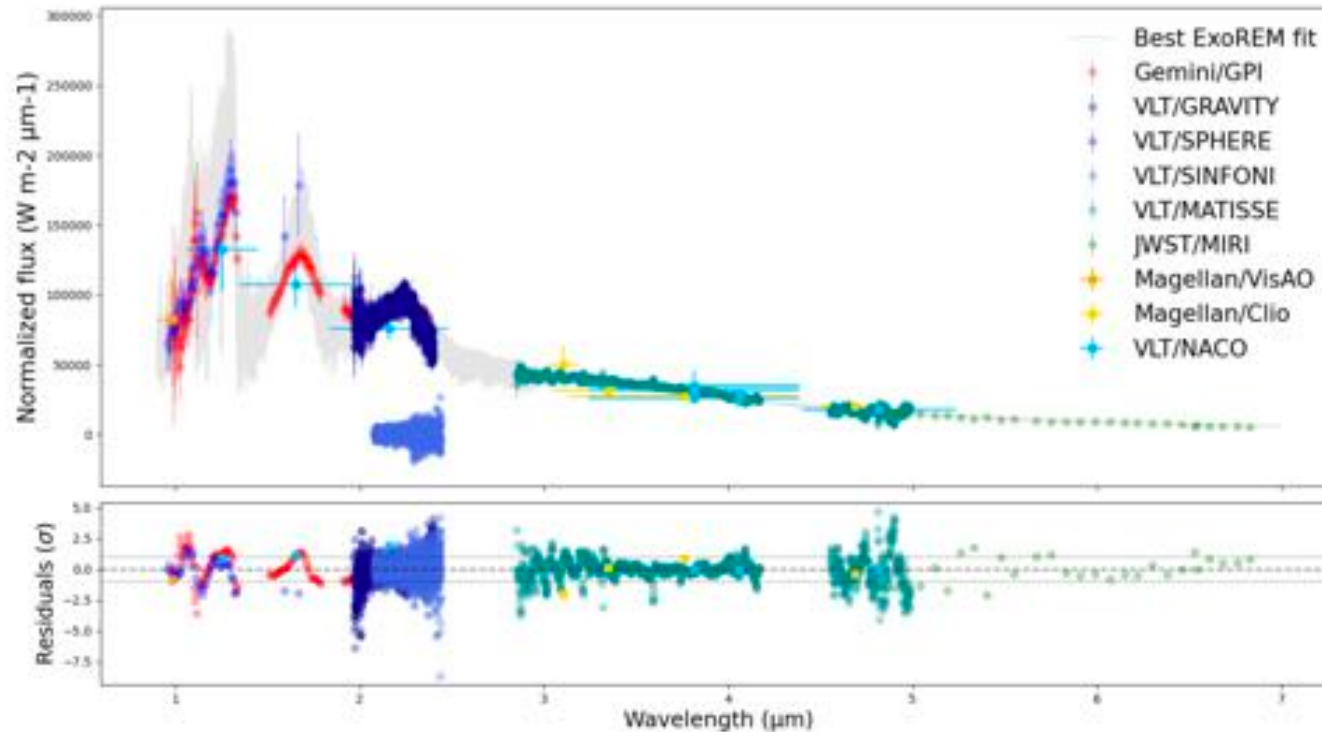 300000
250000
200000
150000
100000
50000
0
Normalized flux (W m-2 μm-1)
Best ExoREM fit
Gemini/GPI
VLT/GRAVITY
VLT/SPHERE
VLT/SINFONI
VLT/MATISSE
JWST/MIRI
Magellan/VisAO
Magellan/Clio
VLT/NACO
5.0
2.5
0.0
−2.5
−5.0
−7.5
Residuals (σ)
1 2 3 4 5 6 7
Wavelength (μm)